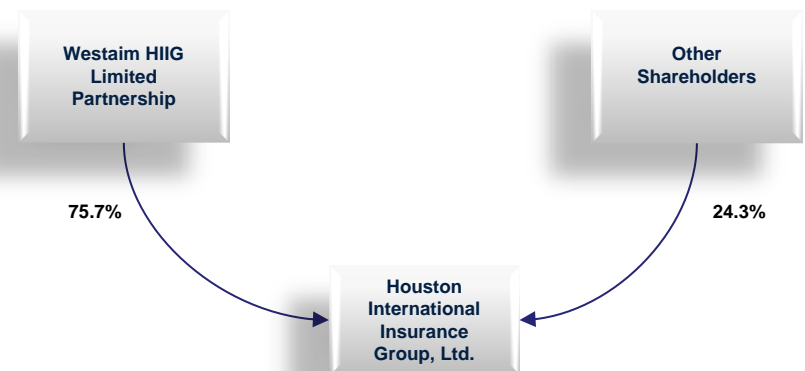 Westaim HIIG
Limited
Partnership
Other
Shareholders
75.7%
24.3%
Houston
International
Insurance
Group, Ltd.